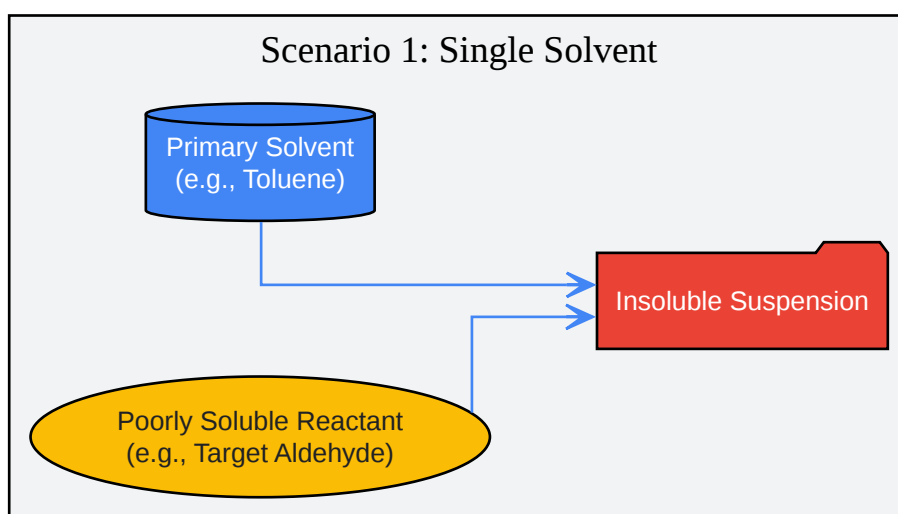 Scenario 1: Single Solvent
Primary Solvent
(e.g., Toluene)
Insoluble Suspension
Poorly Soluble Reactant
(e.g., Target Aldehyde)